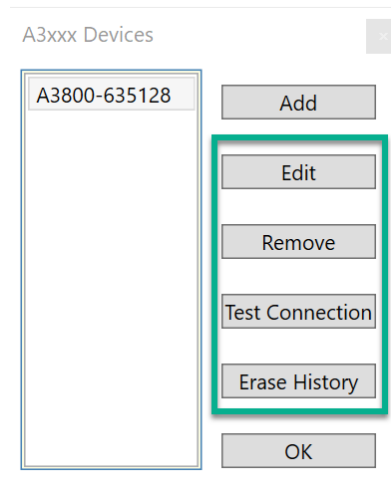 A3xxx Devices
A3800-635128
Add
Edit
Remove
Test Connection
Erase History
OK